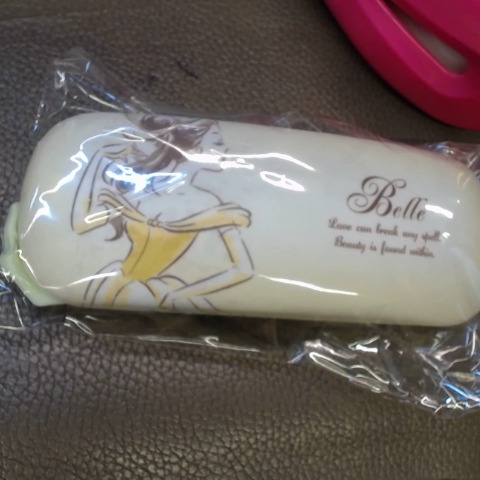 Belle
Love can break any spell.
Beauty is found within.